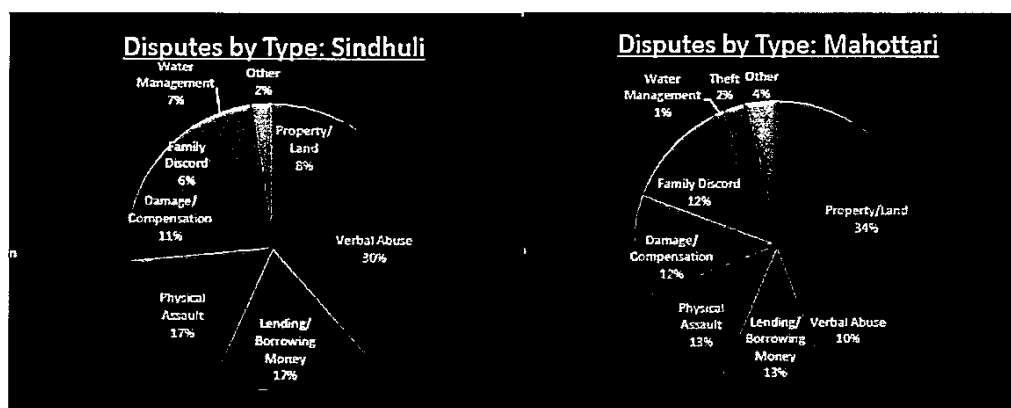 Disputes by Type: Sindhuli
Water
Management
7%
Other
2%
Property/
Land
8%
Family
Discord
6%
Damage/
Compensation
11%
Verbal Abuse
30%
Physical
Assault
17%
Lending/
Borrowing
Money
17%
Disputes by Type: Mahottari
Water
Management
1%
Theft
2%
Other
4%
Family Discord
12%
Property/Land
34%
Damage/
Compensation
12%
Physical
Assault
13%
Lending/
Borrowing
Money
13%
Verbal Abuse
10%